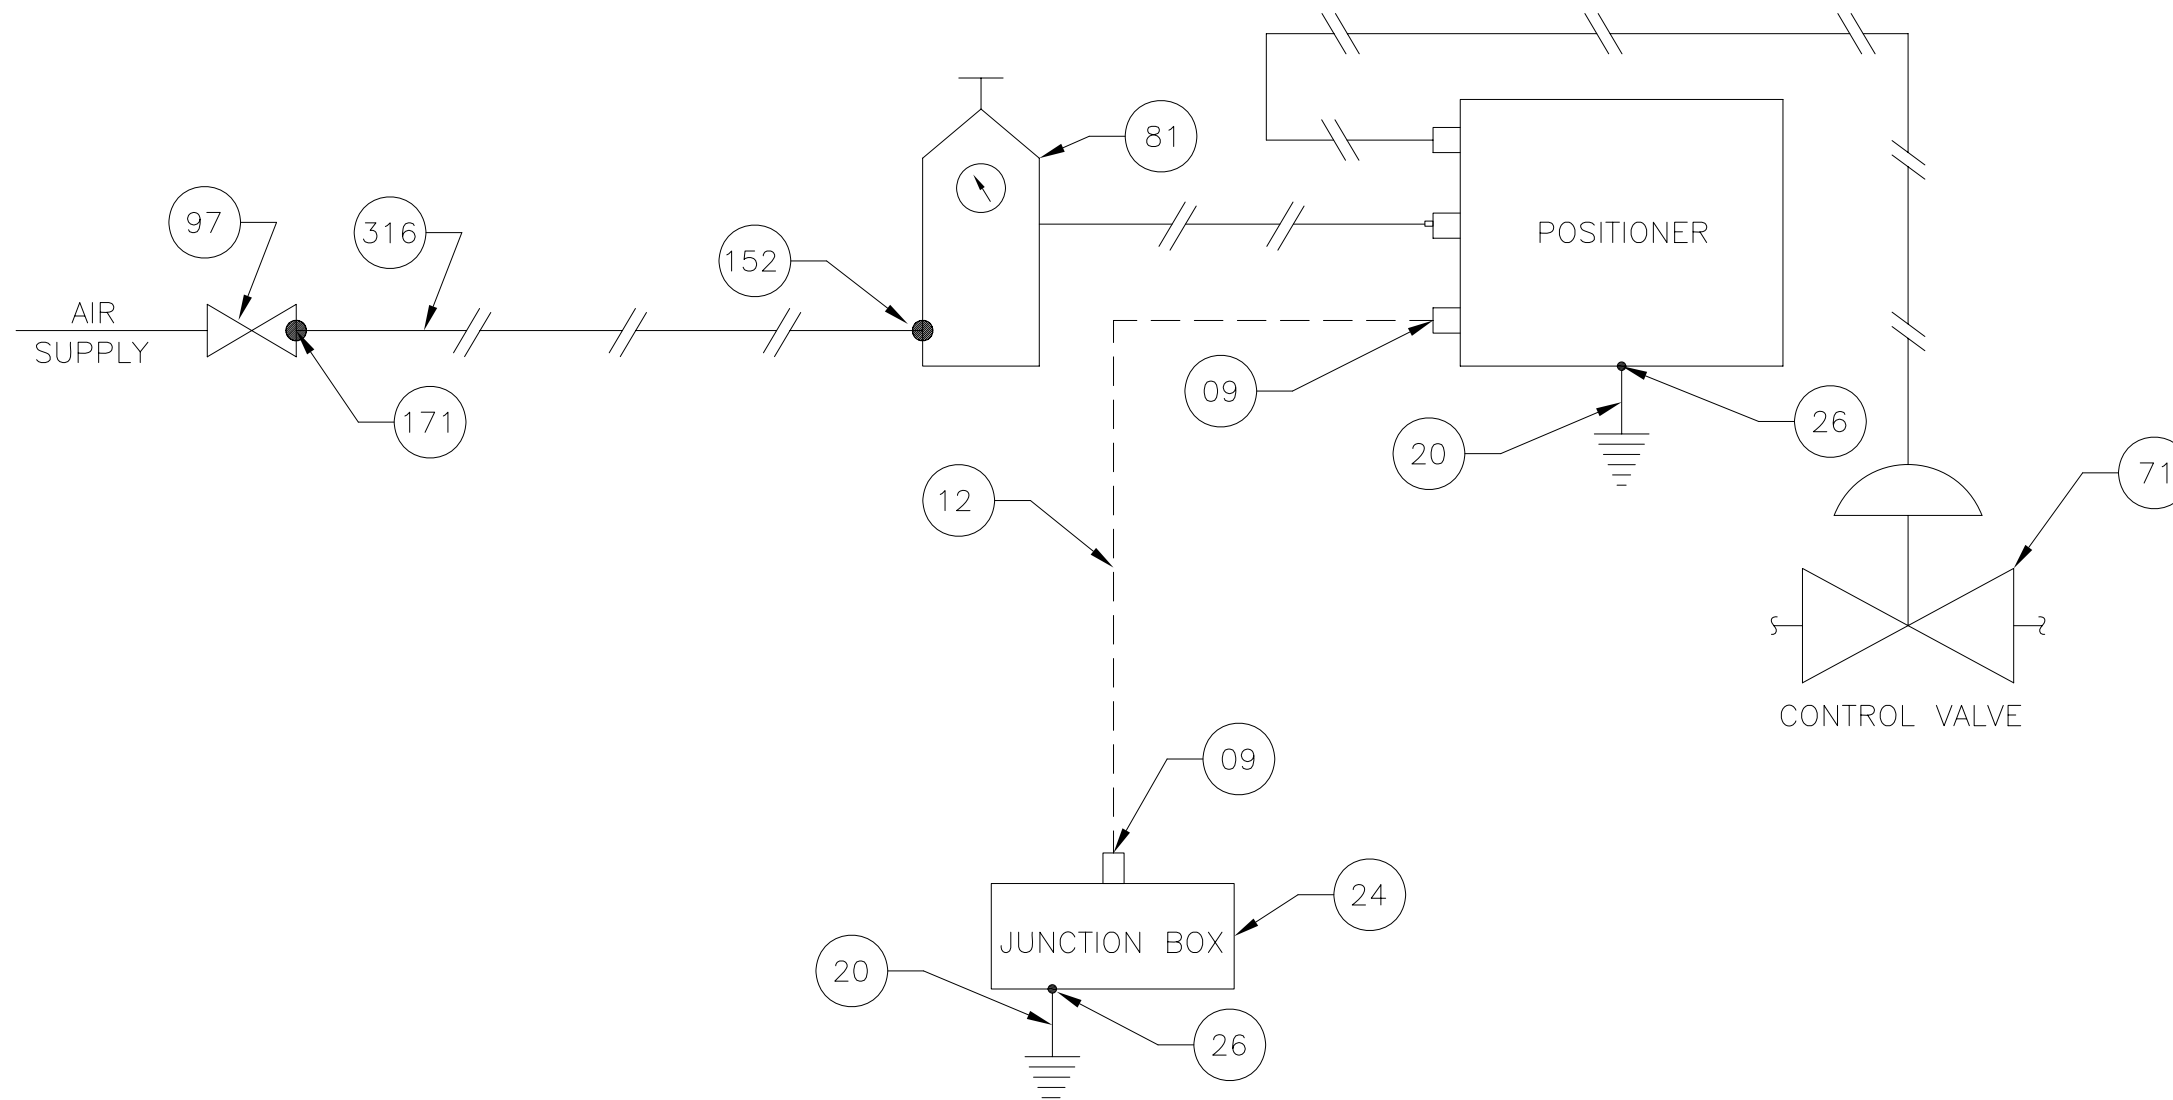 81
97
316
152
POSITIONER
AIR
SUPPLY
09
171
20
26
71
12
CONTROL VALVE
09
24
JUNCTION BOX
20
26